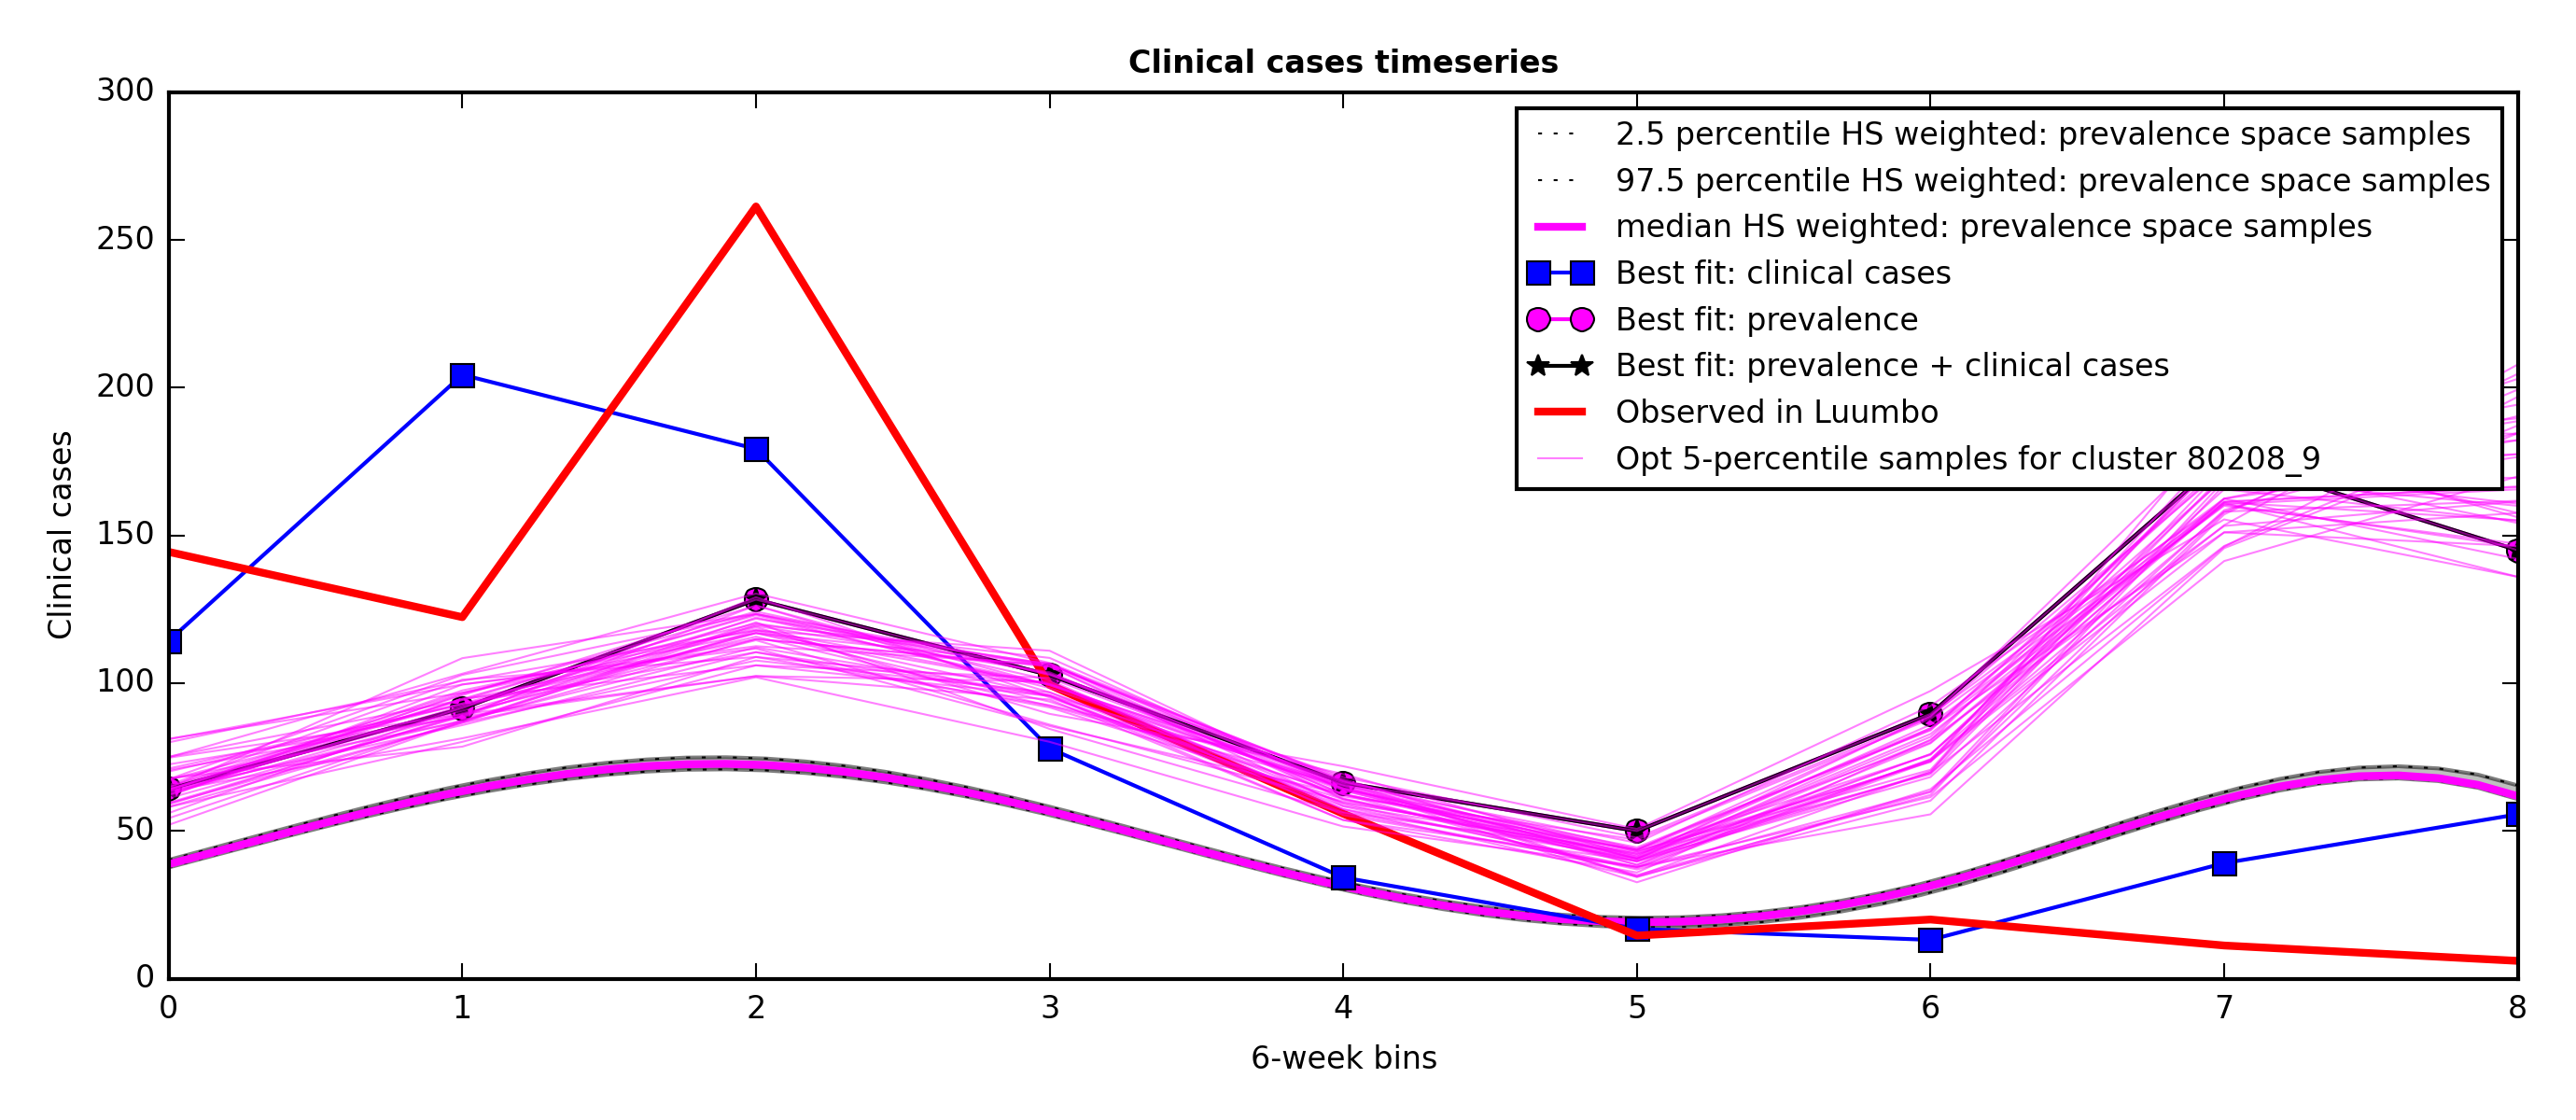 Clinical cases timeseries
300
250
200
150
100
50
0
Clinical cases
2.5 percentile HS weighted: prevalence space samples
97.5 percentile HS weighted: prevalence space samples
median HS weighted: prevalence space samples
Best fit: clinical cases
Best fit: prevalence
Best fit: prevalence + clinical cases
Observed in Luumbo
Opt 5-percentile samples for cluster 80208_9
0 1 2 3 4 5 6 7 8
6-week bins